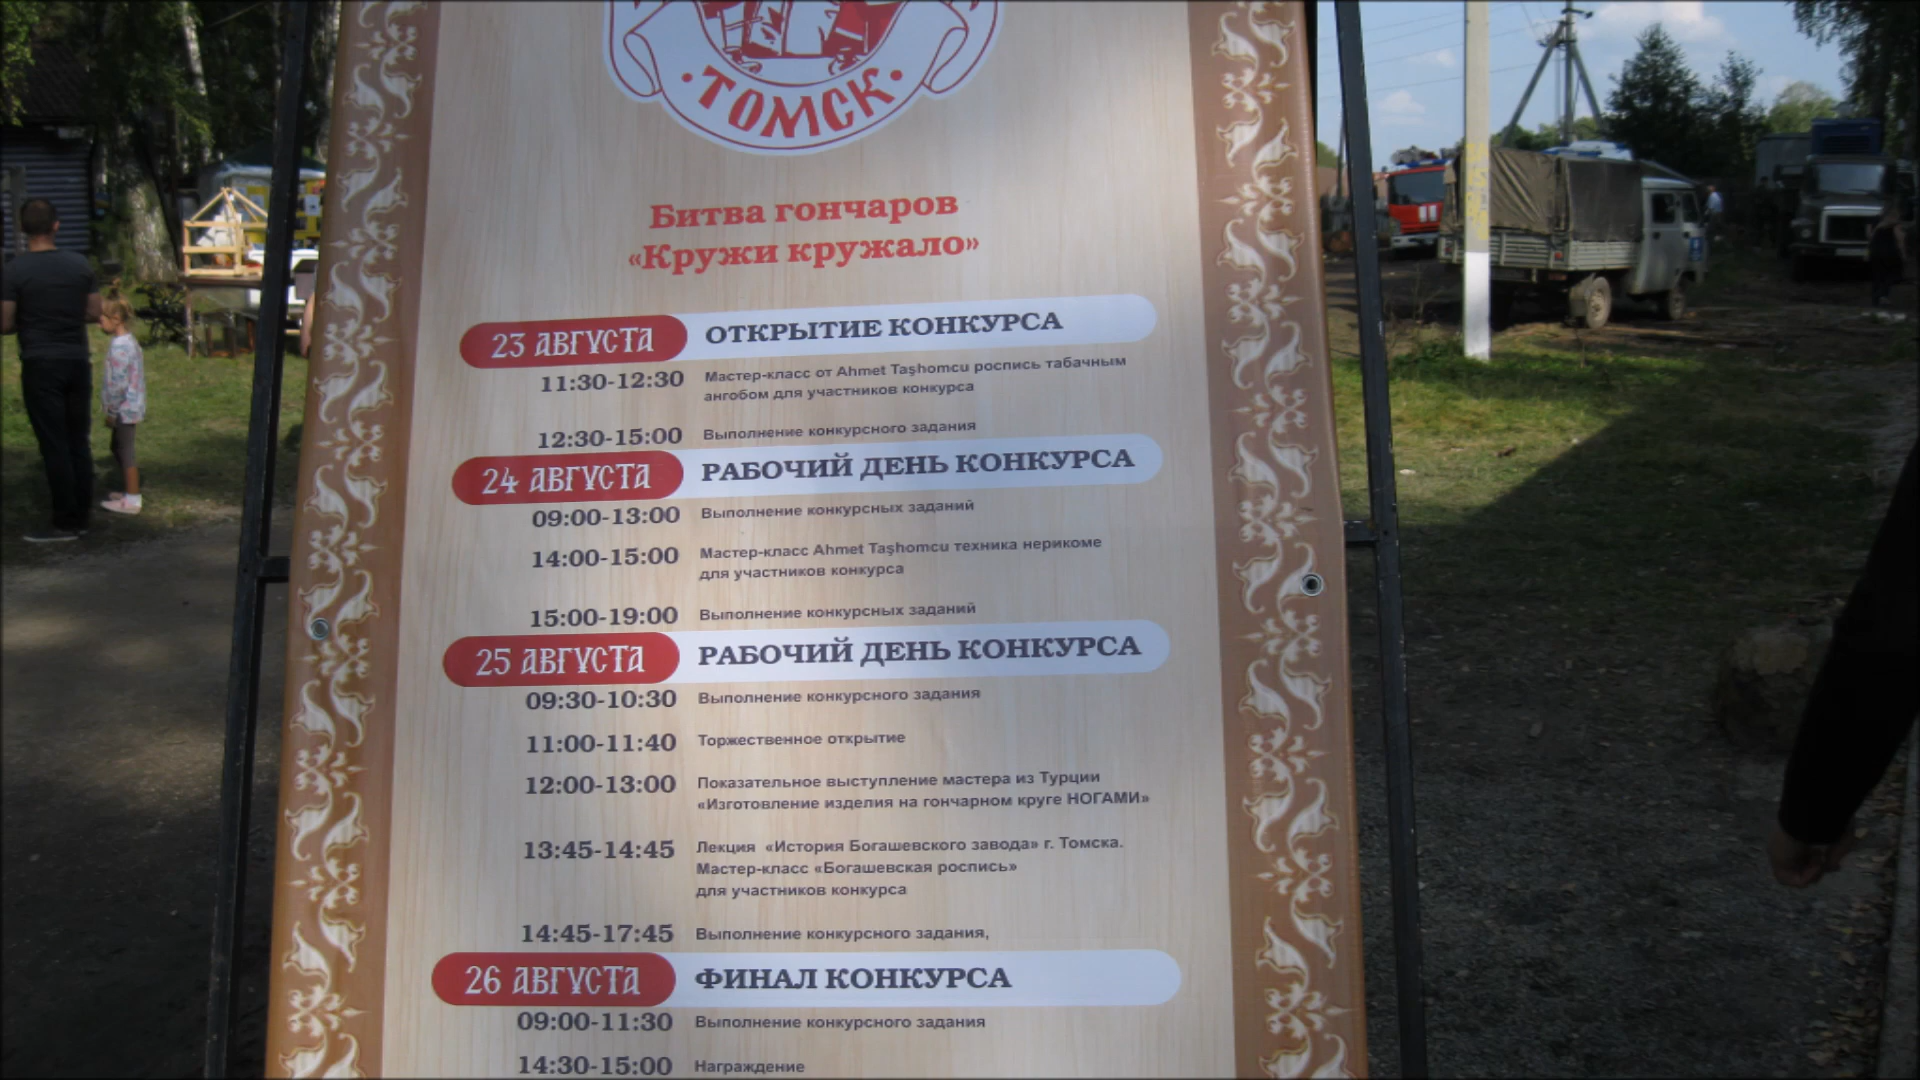 ·ТОМСК·
Битва гончаров
«Кружи кружало»
23 АВГУСТА ОТКРЫТИЕ КОНКУРСА
11:30-12:30 Мастер-класс от Ahmet Taşhomcu роспись табачным
ангобом для участников конкурса
12:30-15:00 Выполнение конкурсного задания
24 АВГУСТА РАБОЧИЙ ДЕНЬ КОНКУРСА
09:00-13:00 Выполнение конкурсных заданий
14:00-15:00 Мастер-класс Ahmet Taşhomcu техника нерикоме
для участников конкурса
15:00-19:00 Выполнение конкурсных заданий
25 АВГУСТА РАБОЧИЙ ДЕНЬ КОНКУРСА
09:30-10:30 Выполнение конкурсного задания
11:00-11:40 Торжественное открытие
12:00-13:00 Показательное выступление мастера из Турции
«Изготовление изделия на гончарном круге НОГАМИ»
13:45-14:45 Лекция «История Богашевского завода» г. Томска.
Мастер-класс «Богашевская роспись»
для участников конкурса
14:45-17:45 Выполнение конкурсного задания,
26 АВГУСТА ФИНАЛ КОНКУРСА
09:00-11:30 Выполнение конкурсного задания
14:30-15:00 Награждение